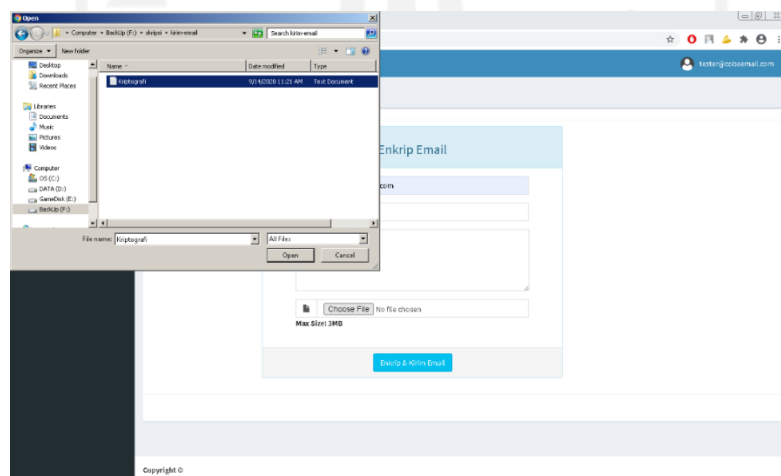 Open
Computer ▸ BackUp (F:) ▸ skripsi ▸ kirim-email
Search kirim-email
Organize New folder
Name Date modified Type
Desktop
Downloads
Recent Places
Kriptografi 9/14/2020 11:21 AM Text Document
Libraries
Documents
Music
Pictures
Videos
Computer
OS (C:)
DATA (D:)
GameDisk (E:)
BackUp (F:)
File name: Kriptografi All Files
Open Cancel
Enkrip Email
com
Choose File No file chosen
Max Size: 3MB
Enkrip & Kirim Email
Copyright ©